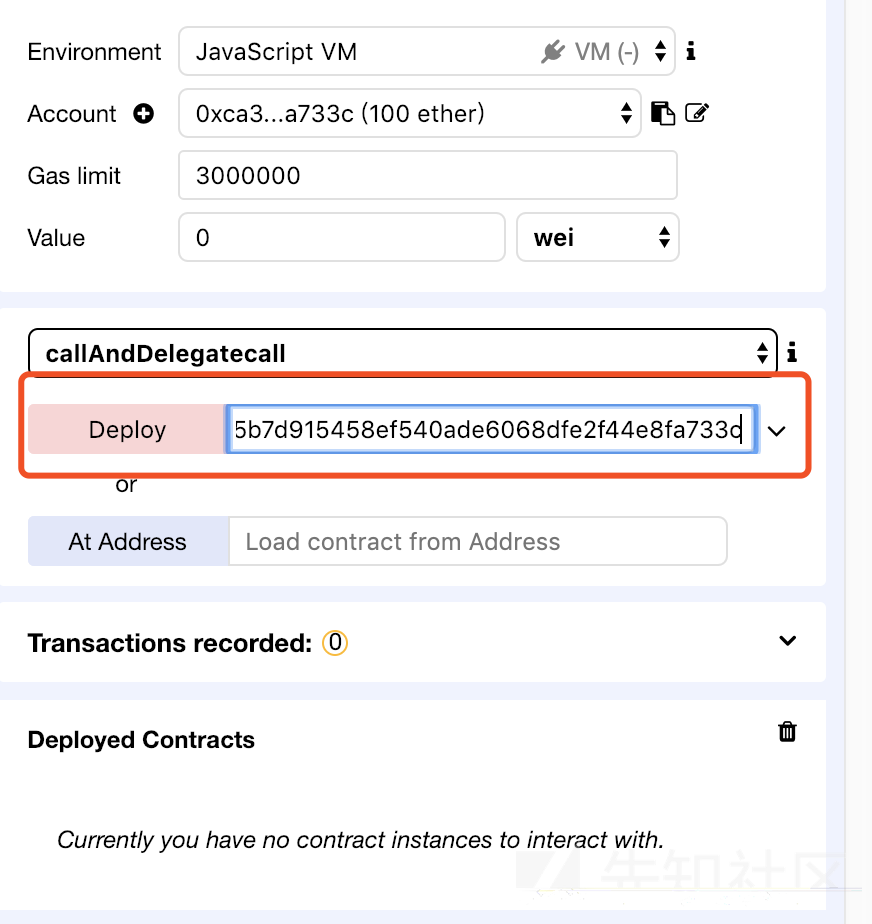 Environment JavaScript VM VM (-)
Account 0xca3...a733c (100 ether)
Gas limit 3000000
Value 0 wei
callAndDelegatecall
Deploy 5b7d915458ef540ade6068dfe2f44e8fa733c
or
At Address Load contract from Address
Transactions recorded: 0
Deployed Contracts
Currently you have no contract instances to interact with.
先知社区